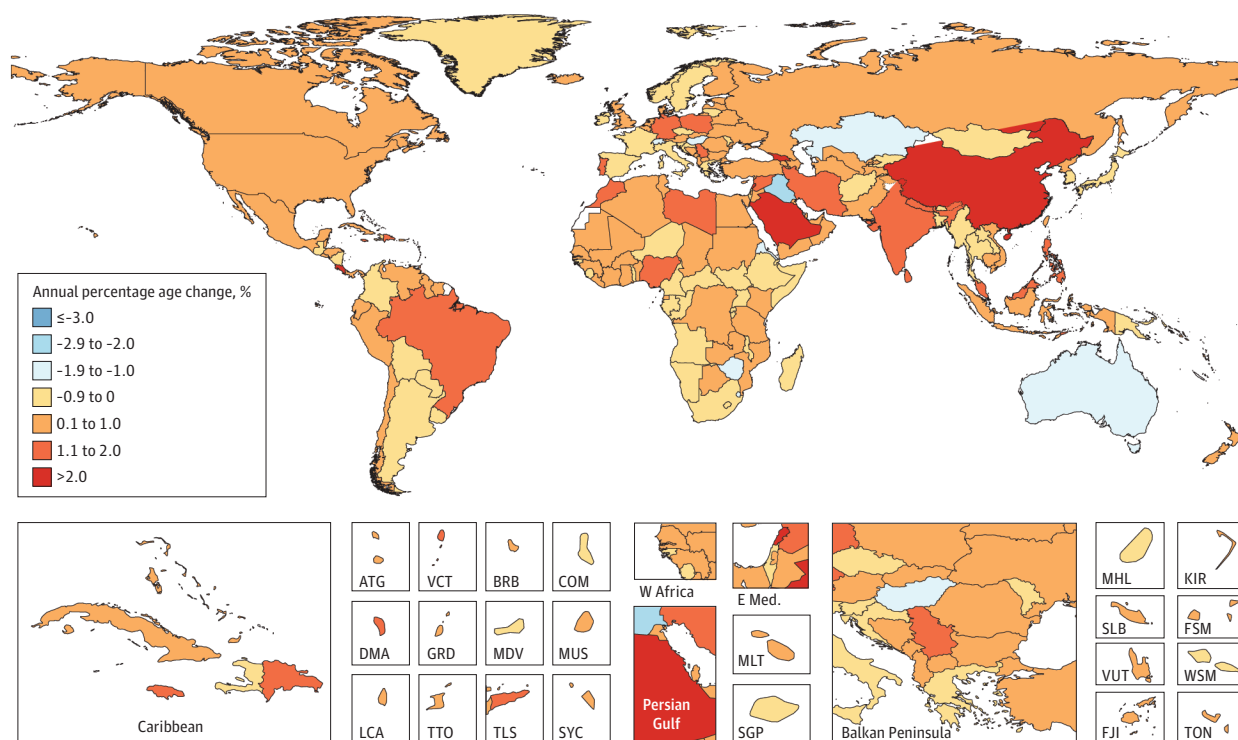 Annual percentage age change, %
≤–3.0
–2.9 to –2.0
–1.9 to –1.0
–0.9 to 0
0.1 to 1.0
1.1 to 2.0
>2.0
Caribbean
ATG
VCT
BRB
COM
DMA
GRD
MDV
MUS
LCA
TTO
TLS
SYC
W Africa
E Med.
Persian
Gulf
MLT
SGP
Balkan Peninsula
MHL
KIR
SLB
FSM
VUT
WSM
FJI
TON